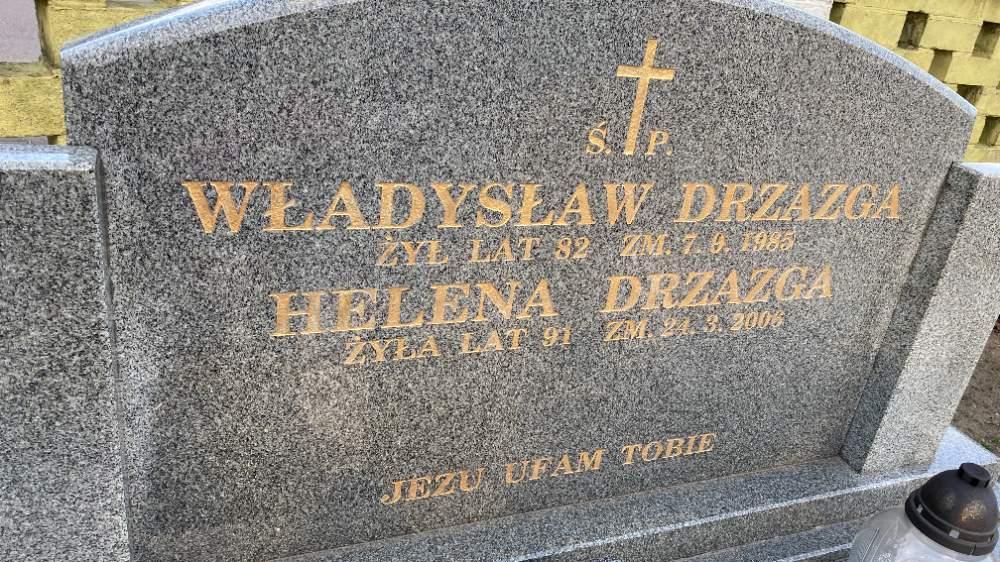 Ś. P.
WŁADYSŁAW DRZAZGA
ŻYŁ LAT 82 ZM. 7. 9. 1985
HELENA DRZAZGA
ŻYŁA LAT 91 ZM. 24. 3. 2006
JEZU UFAM TOBIE